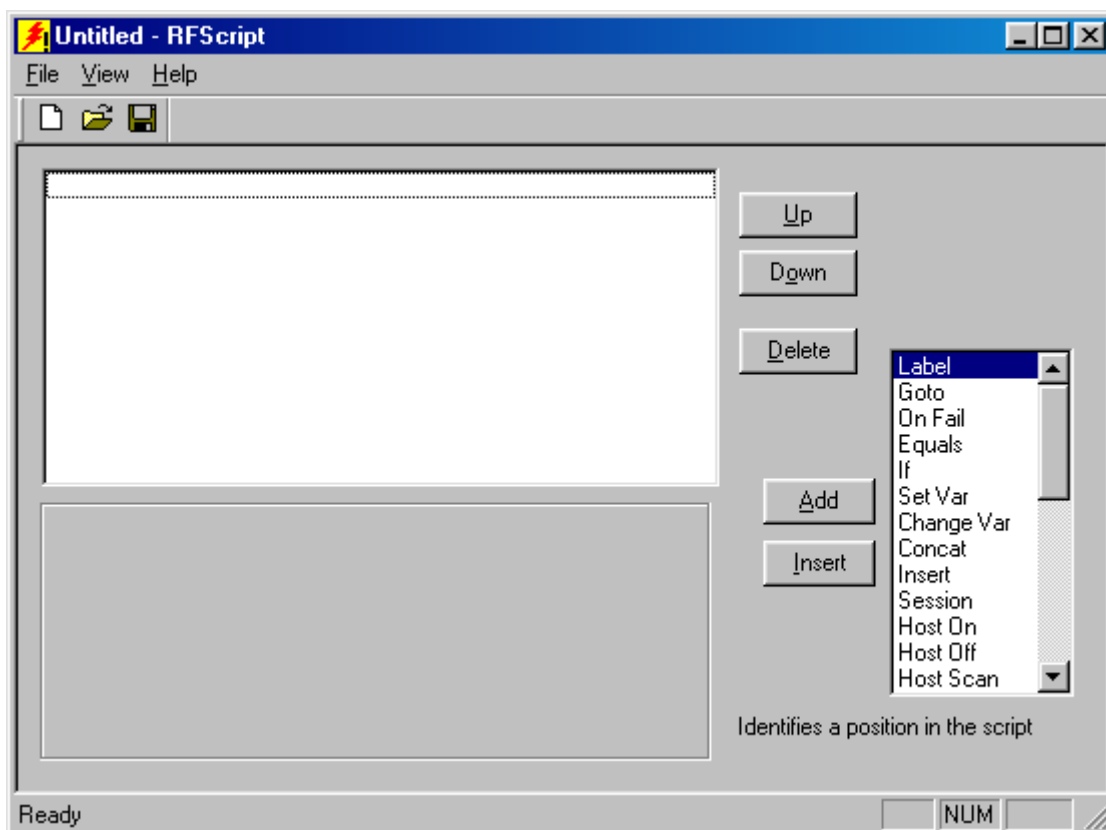 Untitled - RFScript
File View Help
Up
Down
Delete
Add
Insert
Label
Goto
On Fail
Equals
If
Set Var
Change Var
Concat
Insert
Session
Host On
Host Off
Host Scan
Identifies a position in the script
Ready
NUM